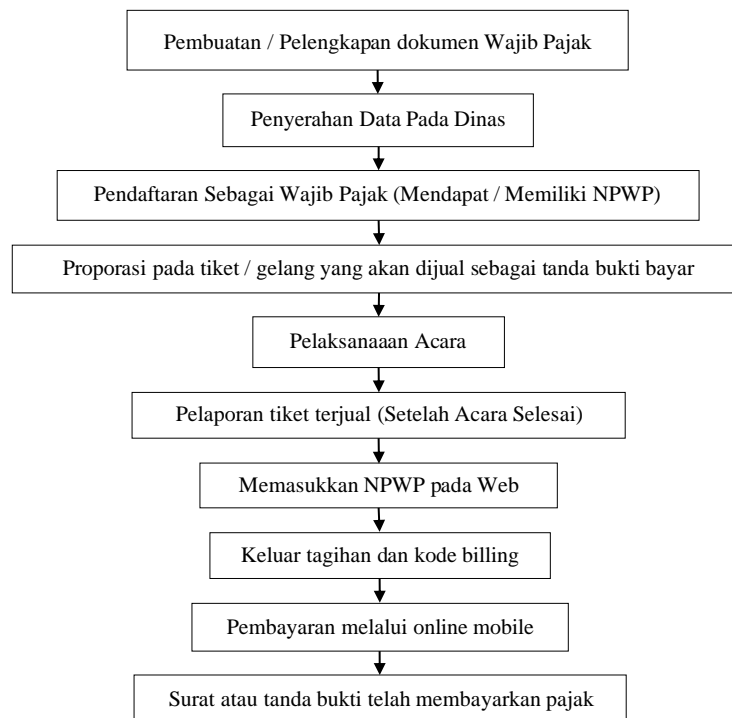 Pembuatan / Pelengkapan dokumen Wajib Pajak
Penyerahan Data Pada Dinas
Pendaftaran Sebagai Wajib Pajak (Mendapat / Memiliki NPWP)
Proporasi pada tiket / gelang yang akan dijual sebagai tanda bukti bayar
Pelaksanaaan Acara
Pelaporan tiket terjual (Setelah Acara Selesai)
Memasukkan NPWP pada Web
Keluar tagihan dan kode billing
Pembayaran melalui online mobile
Surat atau tanda bukti telah membayarkan pajak